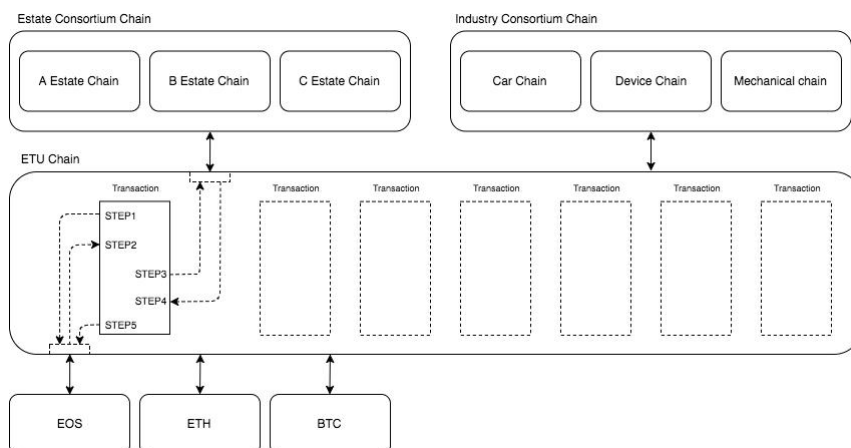 Estate Consortium Chain
Industry Consortium Chain
A Estate Chain
B Estate Chain
C Estate Chain
Car Chain
Device Chain
Mechanical chain
ETU Chain
Transaction
Transaction
Transaction
Transaction
Transaction
Transaction
Transaction
STEP1
STEP2
STEP3
STEP4
STEP5
EOS
ETH
BTC